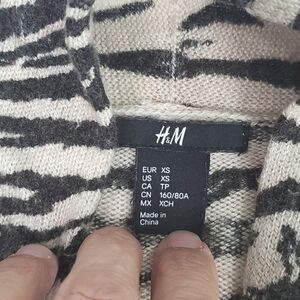 H&M
EUR XS
US XS
CA TP
CN 160/80A
MX XCH
Made in
China